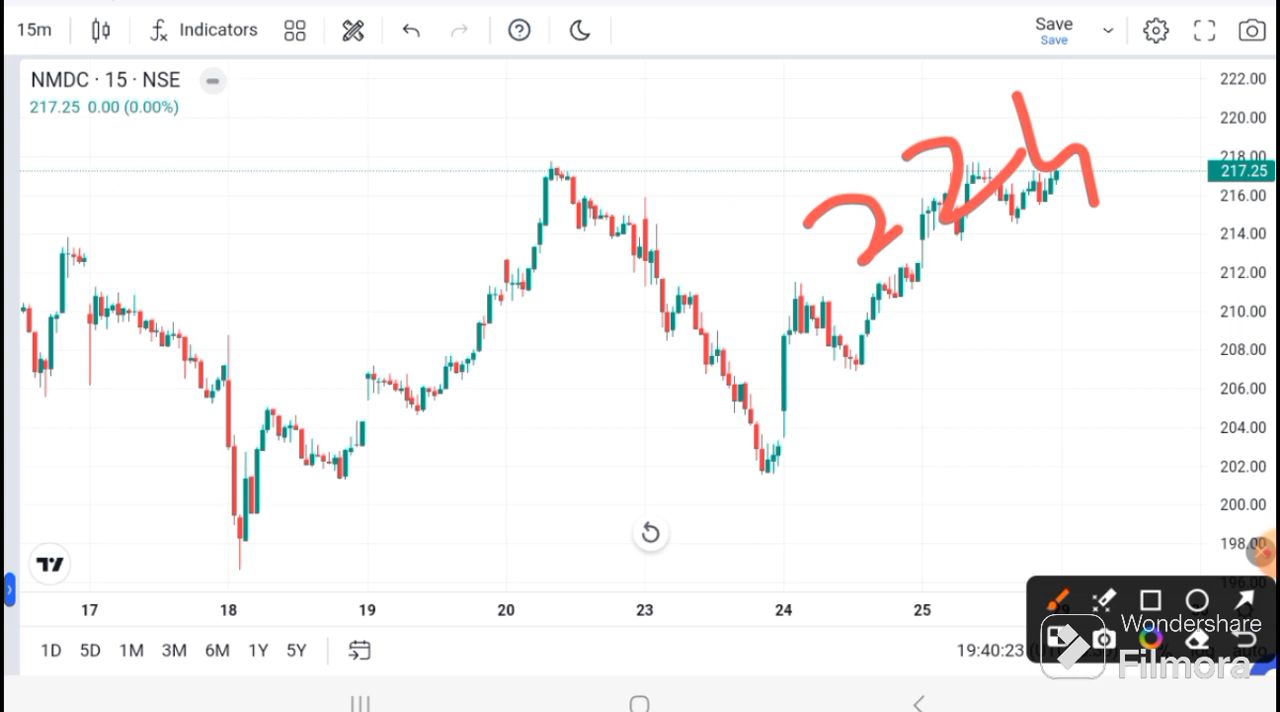 15m
Indicators
Save
Save
NMDC · 15 · NSE
217.25 0.00 (0.00%)
222.00
220.00
218.00
217.25
216.00
214.00
212.00
210.00
208.00
206.00
204.00
202.00
200.00
198.00
196.00
17 18 19 20 23 24 25
1D 5D 1M 3M 6M 1Y 5Y
19:40:23
auto
Wondershare
Filmora